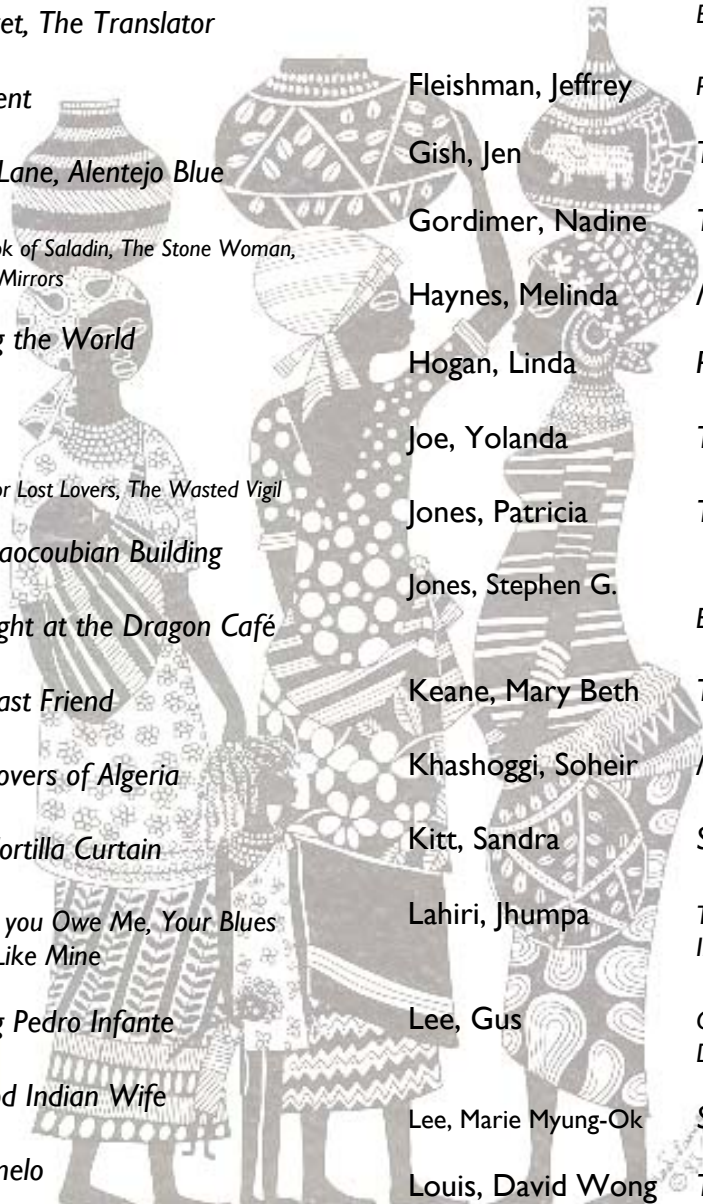 et, The Translator
ent
Lane, Alentejo Blue
ok of Saladin, The Stone Woman,
Mirrors
g the World
or Lost Lovers, The Wasted Vigil
aocoubian Building
ght at the Dragon Café
ast Friend
overs of Algeria
ortilla Curtain
you Owe Me, Your Blues
Like Mine
g Pedro Infante
od Indian Wife
melo
Fleishman, Jeffrey
Gish, Jen
Gordimer, Nadine
Haynes, Melinda
Hogan, Linda
Joe, Yolanda
Jones, Patricia
Jones, Stephen G.
Keane, Mary Beth
Khashoggi, Soheir
Kitt, Sandra
Lahiri, Jhumpa
Lee, Gus
Lee, Marie Myung-Ok
Louis, David Wong